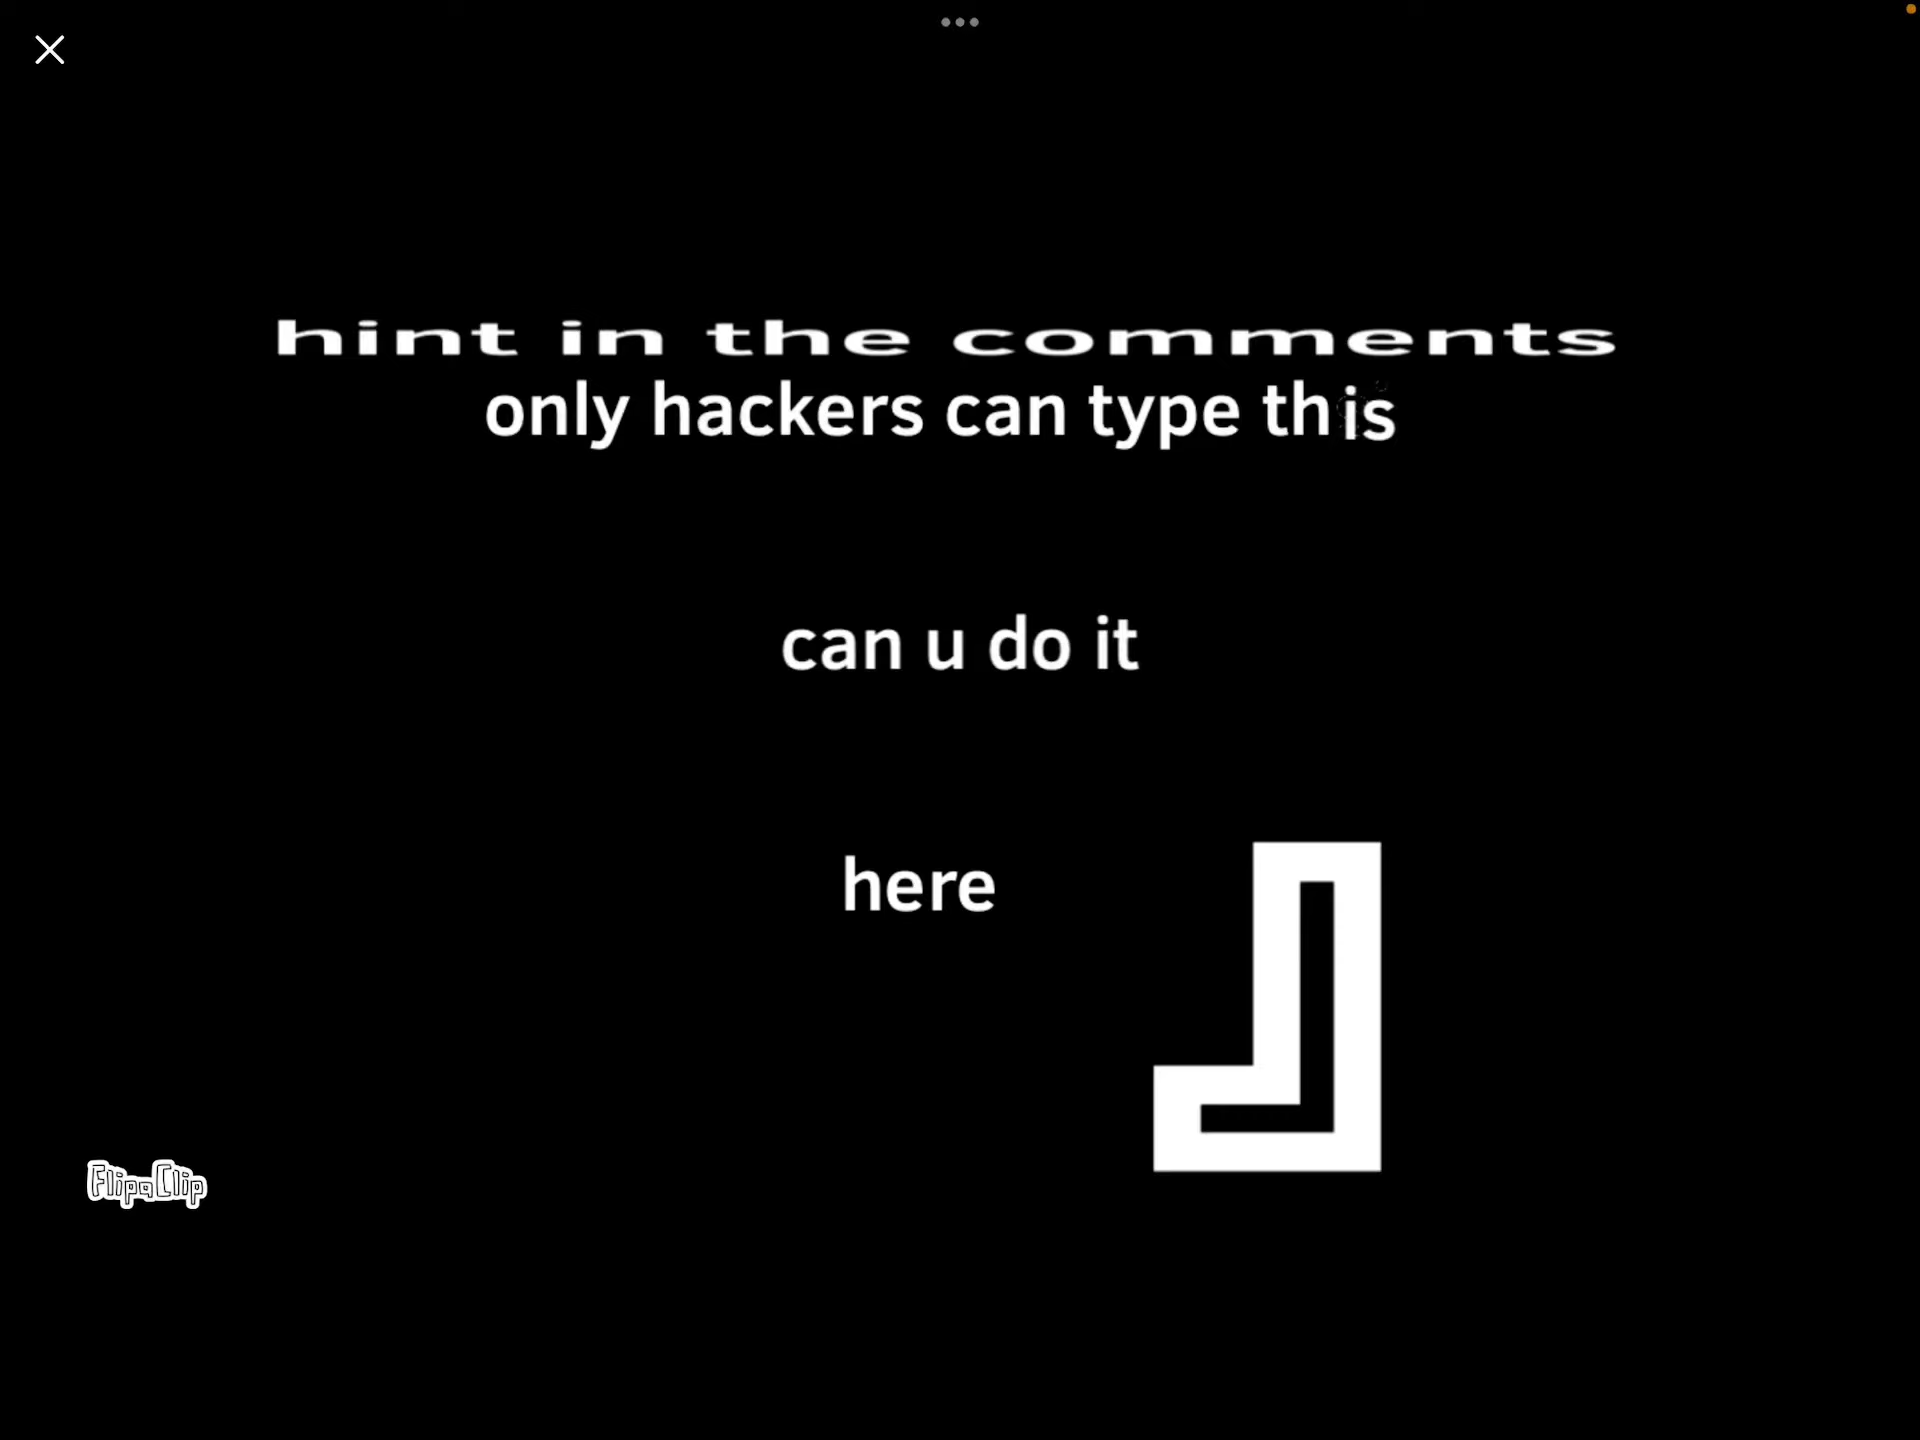 hint in the comments
only hackers can type this
can u do it
here
FlipaClip